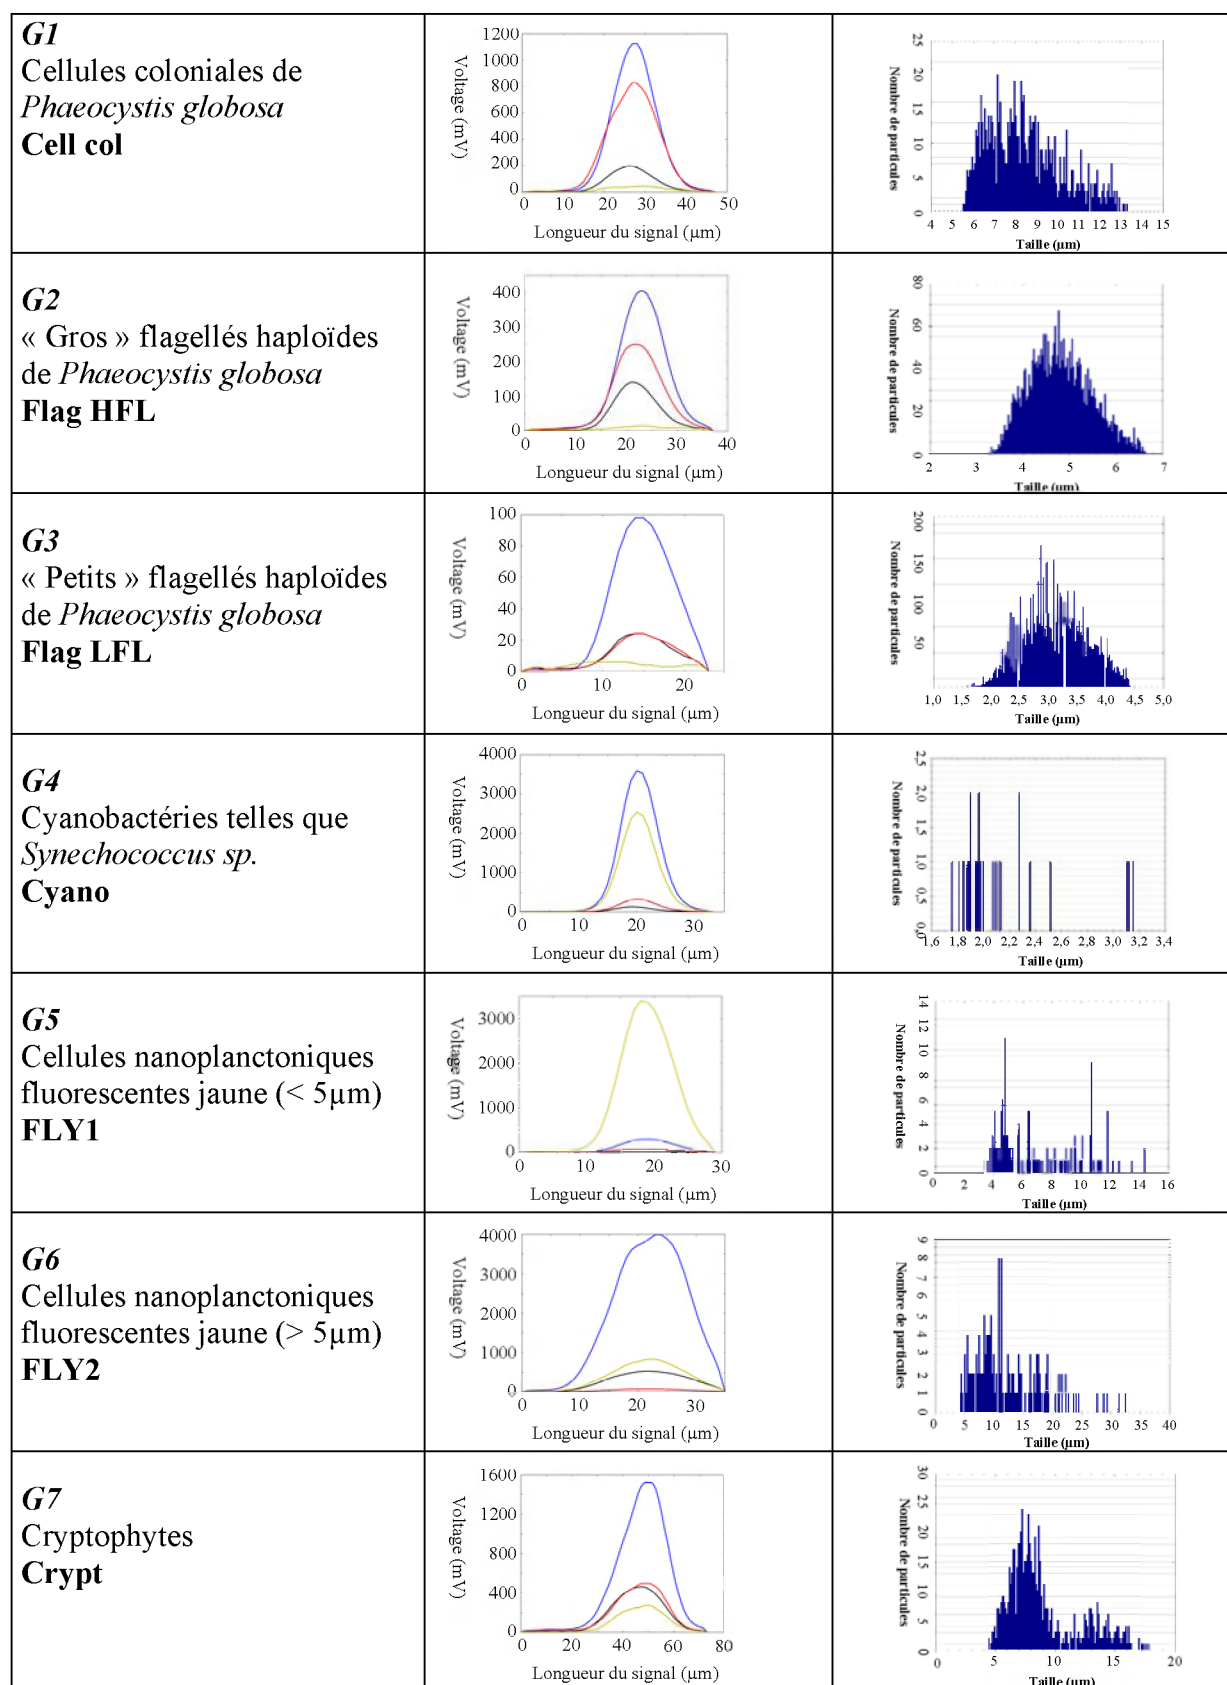 G1
Cellules coloniales de
Phaeocystis globosa
Cell col
Voltage (mV)
1200
1000
800
600
400
200
0
0 10 20 30 40 50
Longueur du signal (µm)
Nombre de particules
25
20
15
10
5
0
4 5 6 7 8 9 10 11 12 13 14 15
Taille (µm)
G2
« Gros » flagellés haploïdes
de Phaeocystis globosa
Flag HFL
Voltage (mV)
400
300
200
100
0
0 10 20 30 40
Longueur du signal (µm)
Nombre de particules
80
60
40
20
0
2 3 4 5 6 7
Taille (µm)
G3
« Petits » flagellés haploïdes
de Phaeocystis globosa
Flag LFL
Voltage (mV)
100
80
60
40
20
0
0 10 20
Longueur du signal (µm)
Nombre de particules
200
150
100
50
1,0 1,5 2,0 2,5 3,0 3,5 4,0 4,5 5,0
Taille (µm)
G4
Cyanobactéries telles que
Synechococcus sp.
Cyano
Voltage (mV)
4000
3000
2000
1000
0
0 10 20 30
Longueur du signal (µm)
Nombre de particules
2,5
2,0
1,5
1,0
0,5
0,0
1,6 1,8 2,0 2,2 2,4 2,6 2,8 3,0 3,2 3,4
Taille (µm)
G5
Cellules nanoplanctoniques
fluorescentes jaune (< 5µm)
FLY1
Voltage (mV)
3000
2000
1000
0
0 10 20 30
Longueur du signal (µm)
Nombre de particules
14
12
10
8
6
4
2
0
0 2 4 6 8 10 12 14 16
Taille (µm)
G6
Cellules nanoplanctoniques
fluorescentes jaune (> 5µm)
FLY2
Voltage (mV)
4000
3000
2000
1000
0
0 10 20 30
Longueur du signal (µm)
Nombre de particules
9
8
7
6
5
4
3
2
1
0
0 5 10 15 20 25 30 35 40
Taille (µm)
G7
Cryptophytes
Crypt
Voltage (mV)
1600
1200
800
400
0
0 20 40 60 80
Longueur du signal (µm)
Nombre de particules
30
25
20
15
10
5
0
0 5 10 15 20
Taille (µm)